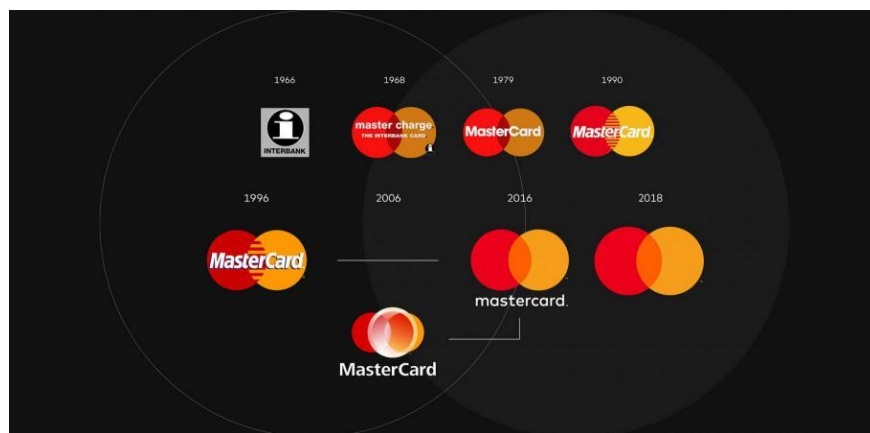 1966 1968 1979 1990
i
INTERBANK
master charge
THE INTERBANK CARD
i
MasterCard
MasterCard
1996 2006 2016 2018
MasterCard
mastercard.
MasterCard